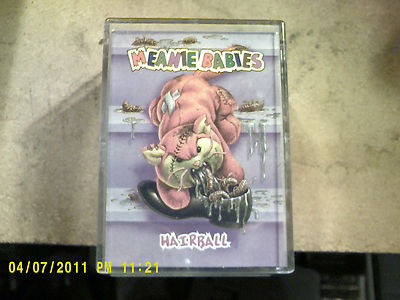 MEANIE BABIES
HAIRBALL
04/07/2011 PM 11:21